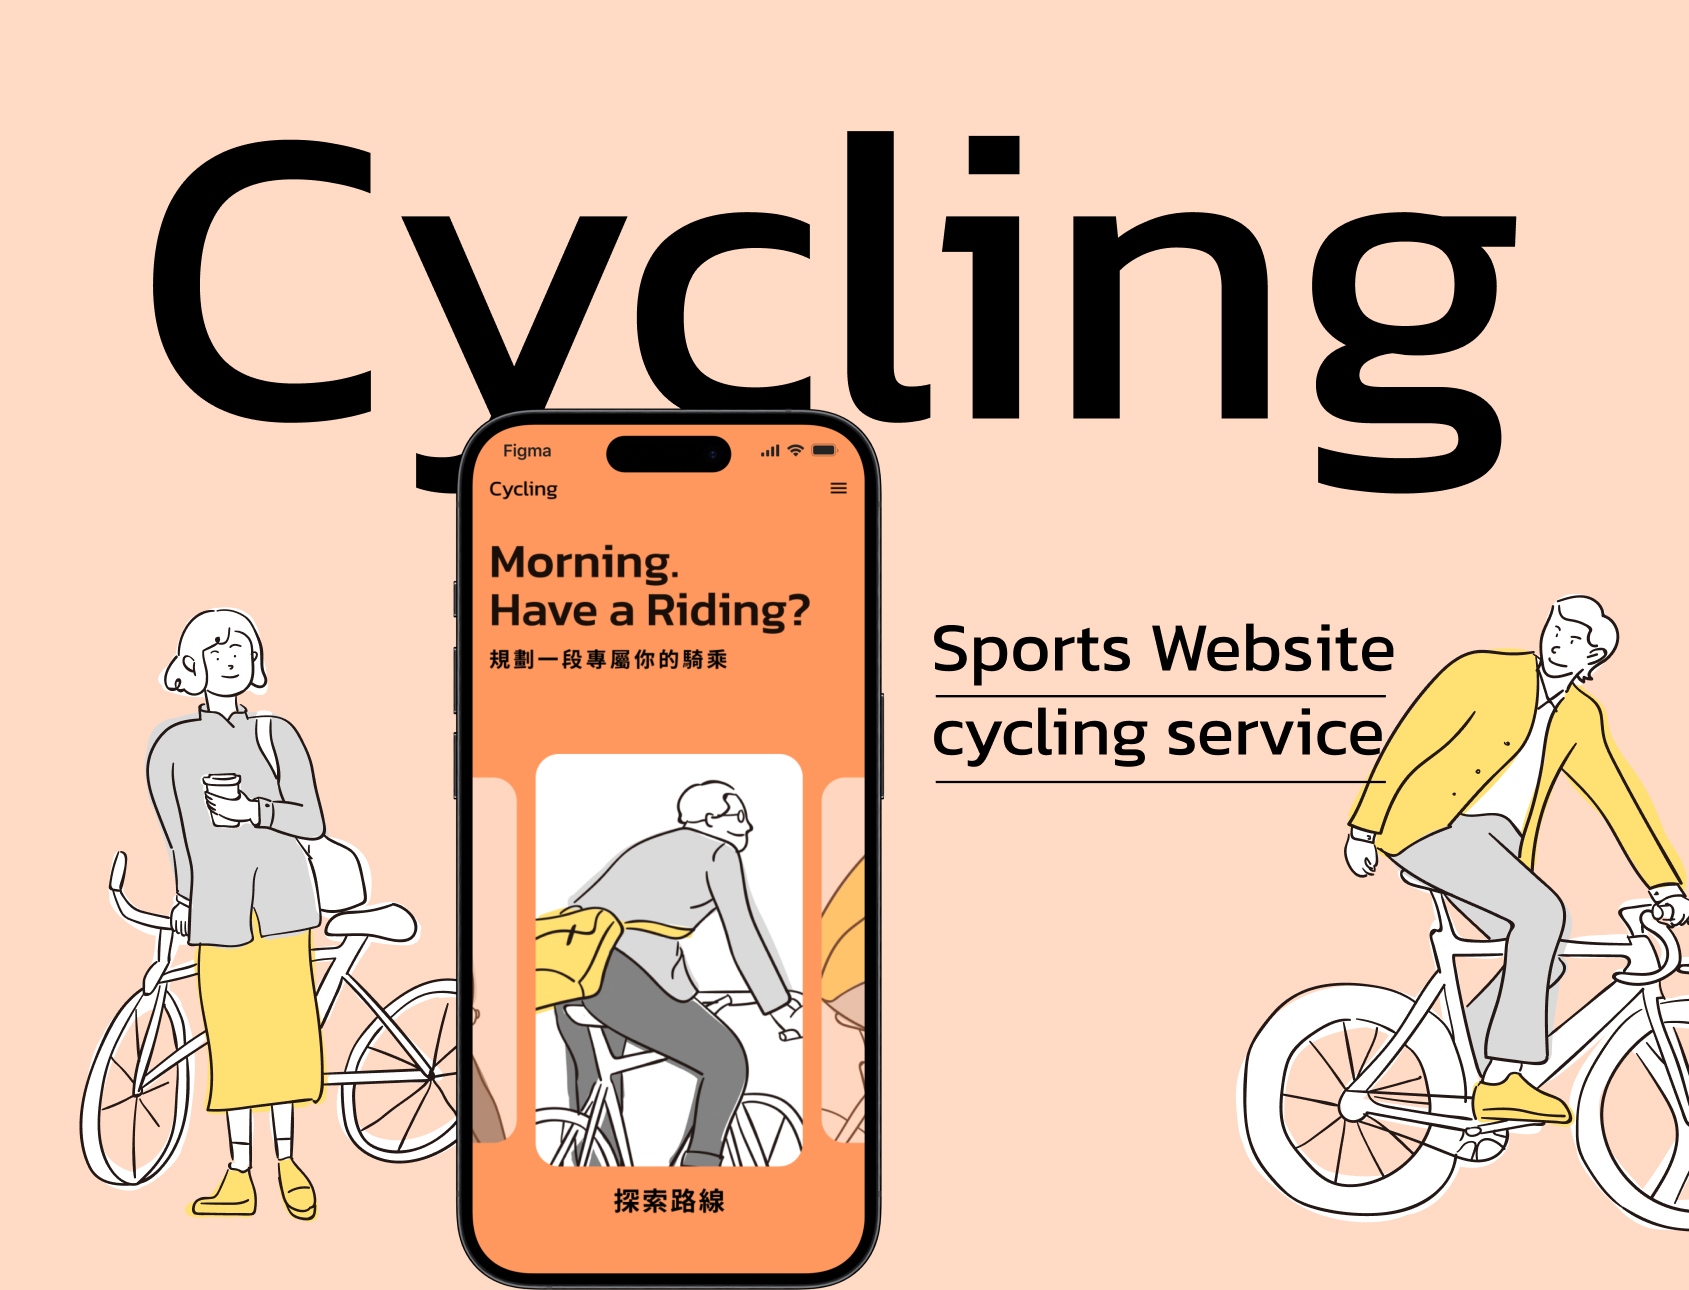 Cycling
Figma
Cycling
Morning.
Have a Riding?
規劃一段專屬你的騎乘
探索路線
Sports Website
cycling service